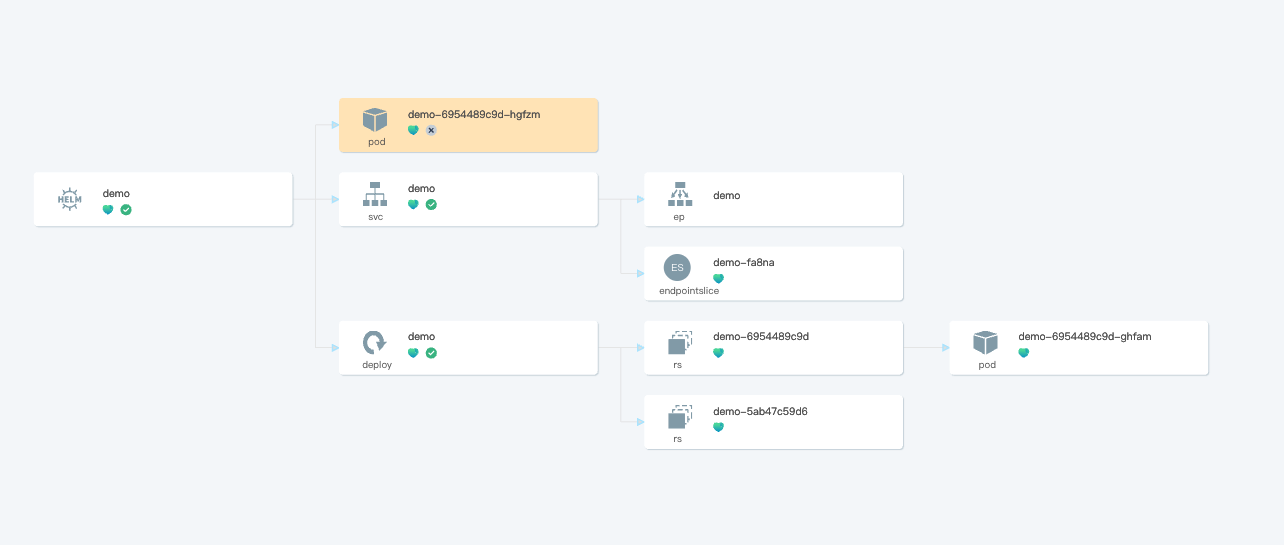 demo-6954489c9d-hgfzm
pod
HELM
demo
demo
svc
demo
ep
ES
demo-fa8na
endpointslice
demo
deploy
demo-6954489c9d
rs
demo-6954489c9d-ghfam
pod
demo-5ab47c59d6
rs